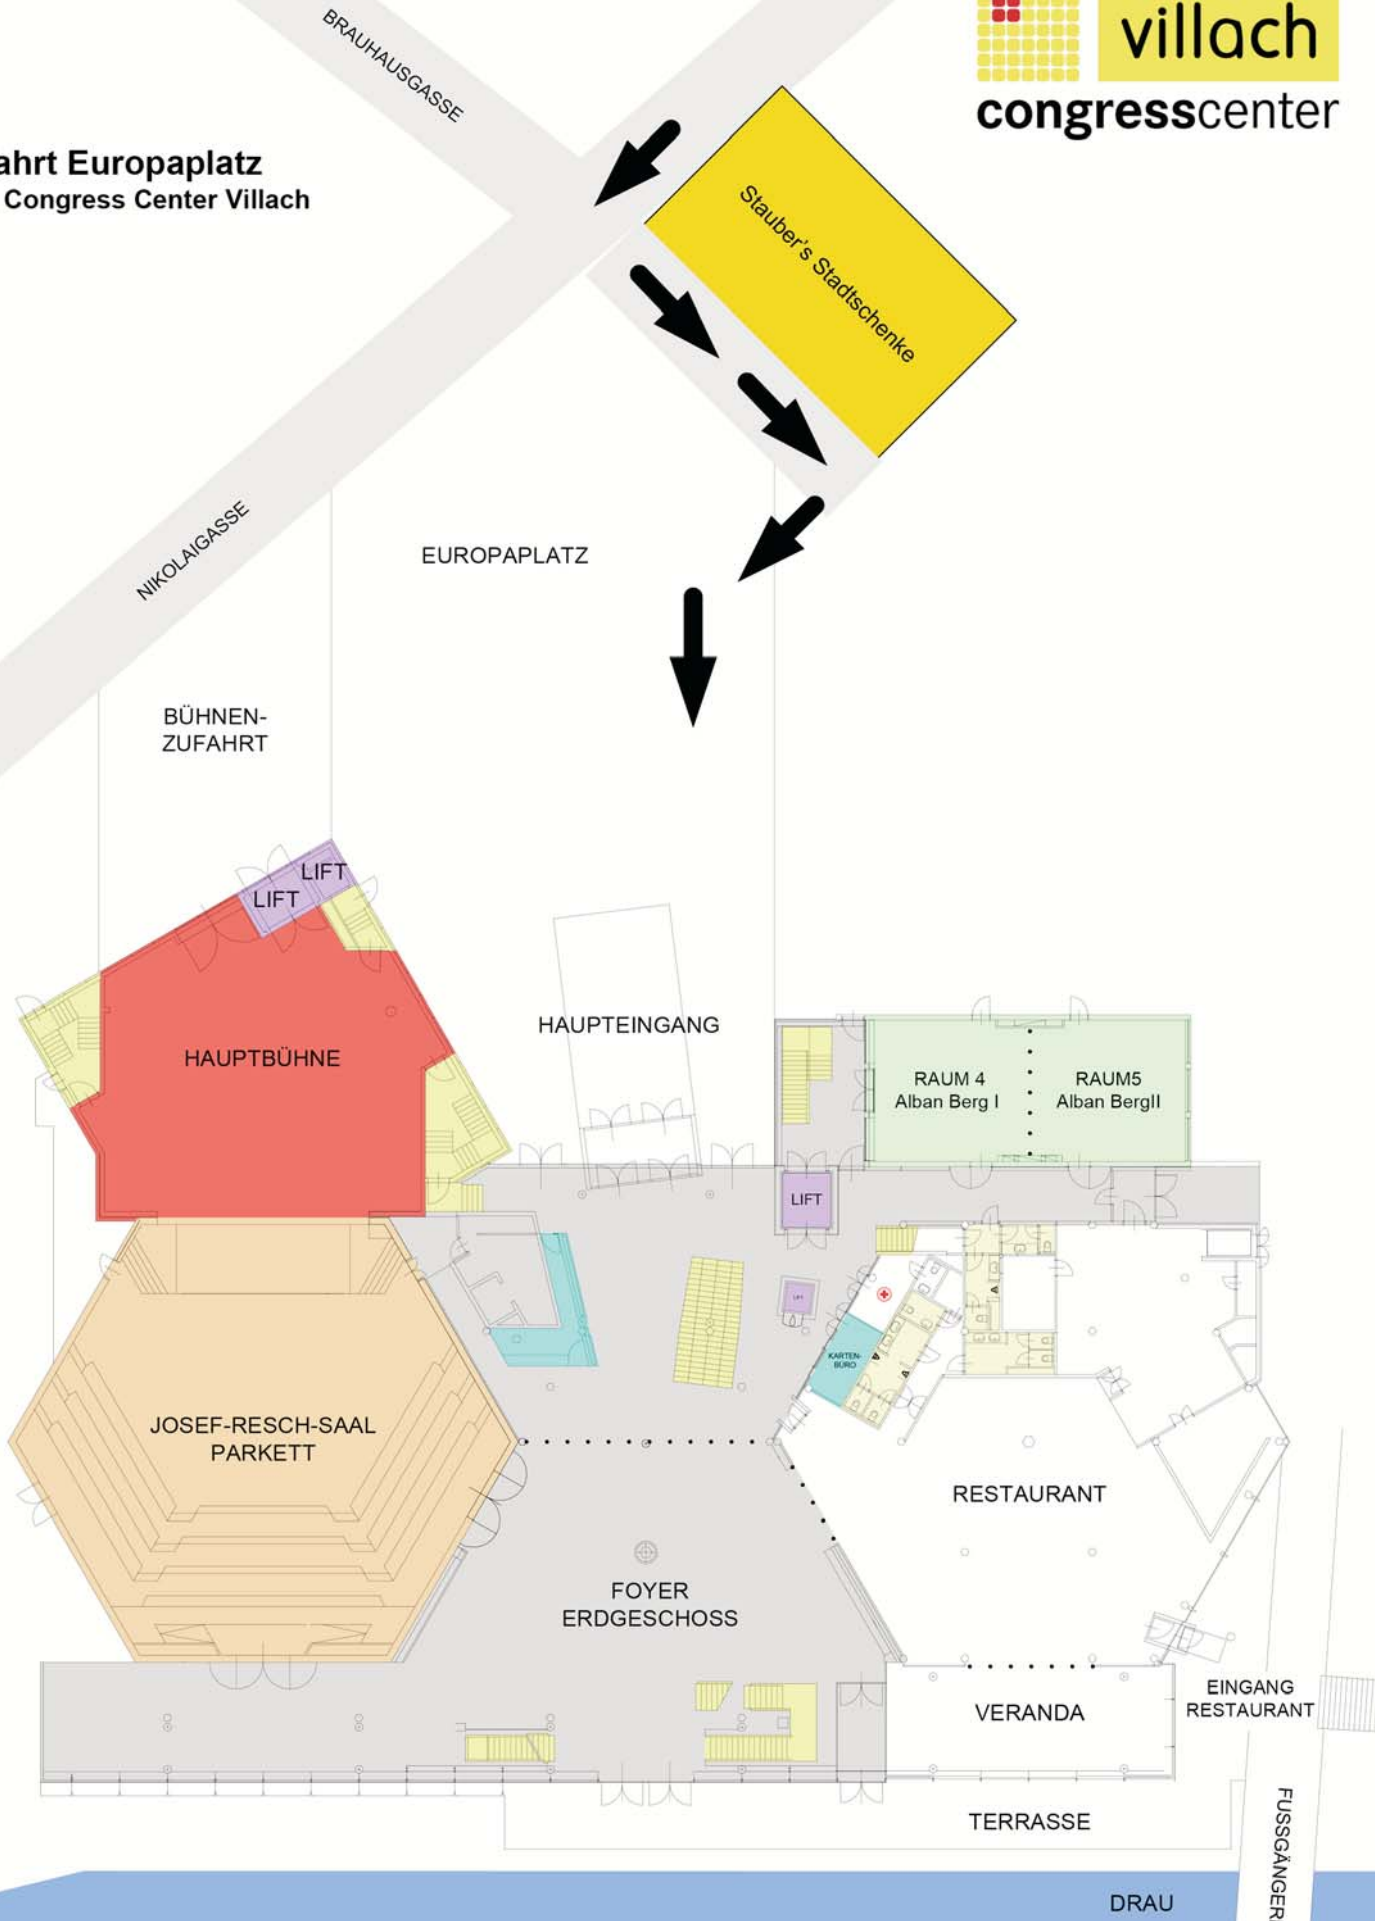 villach
congresscenter
BRAUHAUSGASSE
ahrt Europaplatz
Congress Center Villach
Stauber's Stadtschenke
NIKOLAIGASSE
EUROPAPLATZ
BÜHNEN-
ZUFAHRT
LIFT
LIFT
HAUPTEINGANG
HAUPTBÜHNE
RAUM 4
Alban Berg I
RAUM5
Alban BergII
LIFT
LIFT
KARTEN-
BÜRO
JOSEF-RESCH-SAAL
PARKETT
RESTAURANT
FOYER
ERDGESCHOSS
EINGANG
RESTAURANT
VERANDA
TERRASSE
FUSSGÄNGER
DRAU